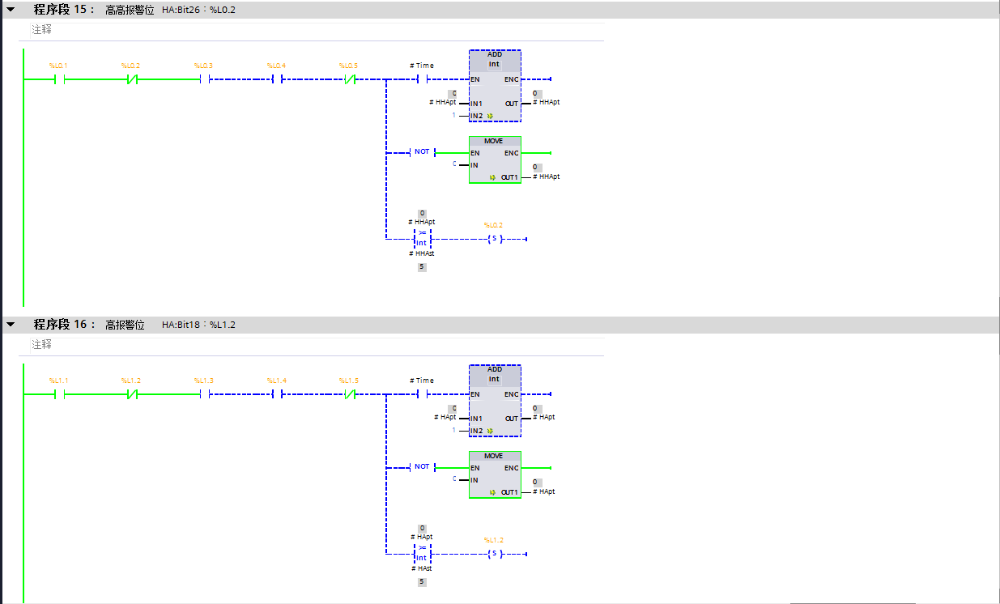 程序段 15： 高高报警位 HA:Bit26：%L0.2
注释
%L0.1 %L0.2 %L0.3 %L0.4 %L0.5 # Time ADD
Int
EN ENO
0 0
# HHApt IN1 OUT # HHApt
1 IN2
MOVE
NOT EN ENO
0 IN 0
OUT1 # HHApt
0
# HHApt %L0.2
>= S
Int
# HHAst
5
程序段 16： 高报警位 HA:Bit18：%L1.2
注释
%L1.1 %L1.2 %L1.3 %L1.4 %L1.5 # Time ADD
Int
EN ENO
0 0
# HApt IN1 OUT # HApt
1 IN2
MOVE
NOT EN ENO
0 IN 0
OUT1 # HApt
0
# HApt %L1.2
>= S
Int
# HAst
5